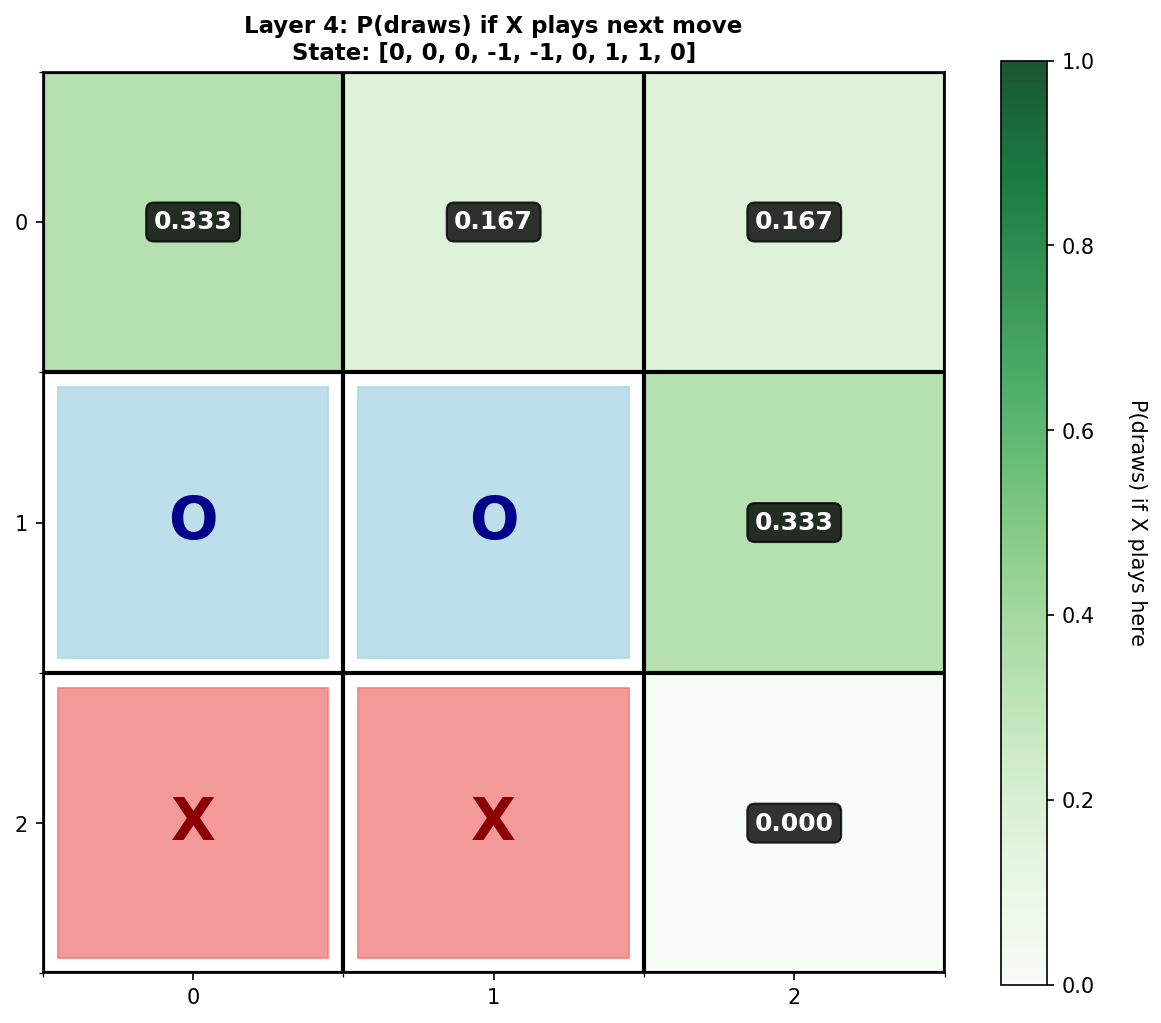 Layer 4: P(draws) if X plays next move
State: [0, 0, 0, -1, -1, 0, 1, 1, 0]
0
0.333
0.167
0.167
1
O
O
0.333
2
X
X
0.000
0
1
2
1.0
0.8
0.6
0.4
0.2
0.0
P(draws) if X plays here